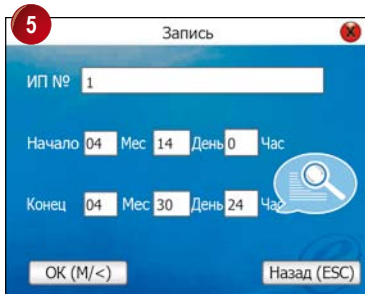 5
Запись
ИП № 1
Начало 04 Мес 14 День 0 Час
Конец 04 Мес 30 День 24 Час
OK (M/<) Назад (ESC)